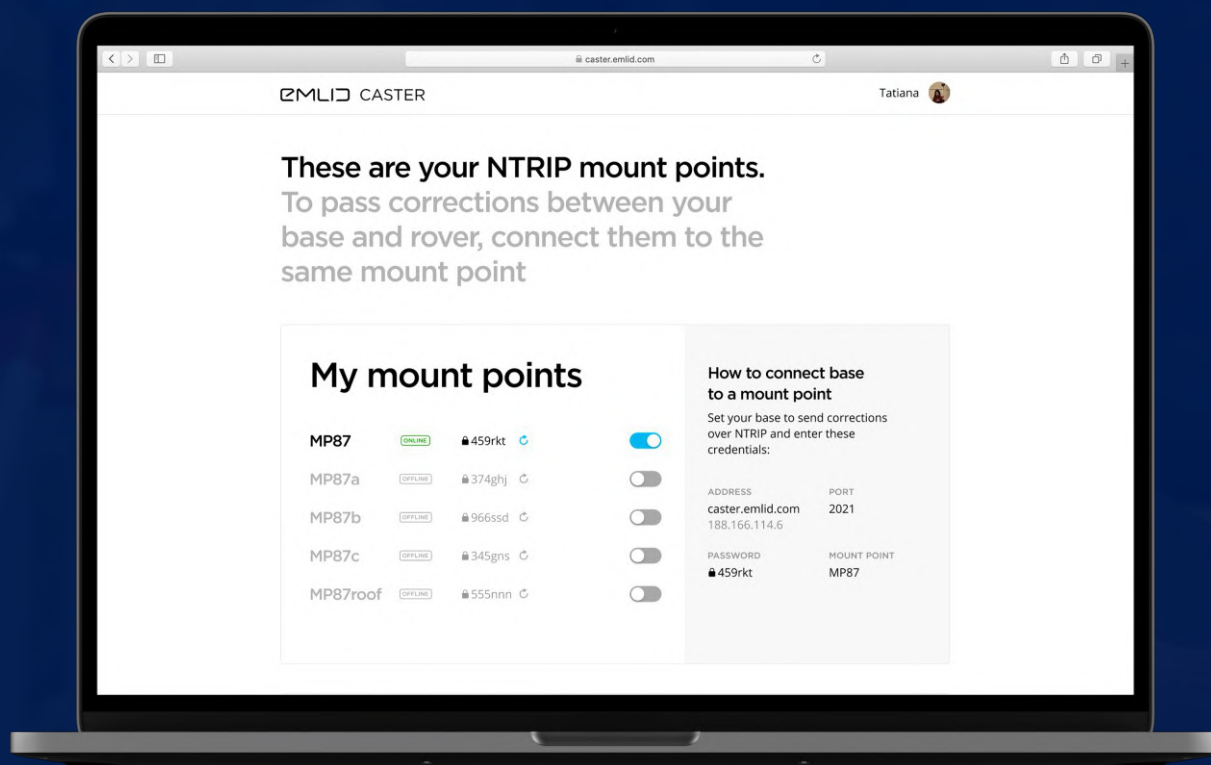 caster.emlid.com
EMLID CASTER
Tatiana
These are your NTRIP mount points.
To pass corrections between your
base and rover, connect them to the
same mount point
My mount points
MP87 ONLINE 459rkt
MP87a OFFLINE 374ghj
MP87b OFFLINE 966ssd
MP87c OFFLINE 345gns
MP87roof OFFLINE 555nnn
How to connect base
to a mount point
Set your base to send corrections
over NTRIP and enter these
credentials:
ADDRESS PORT
caster.emlid.com 2021
188.166.114.6
PASSWORD MOUNT POINT
459rkt MP87